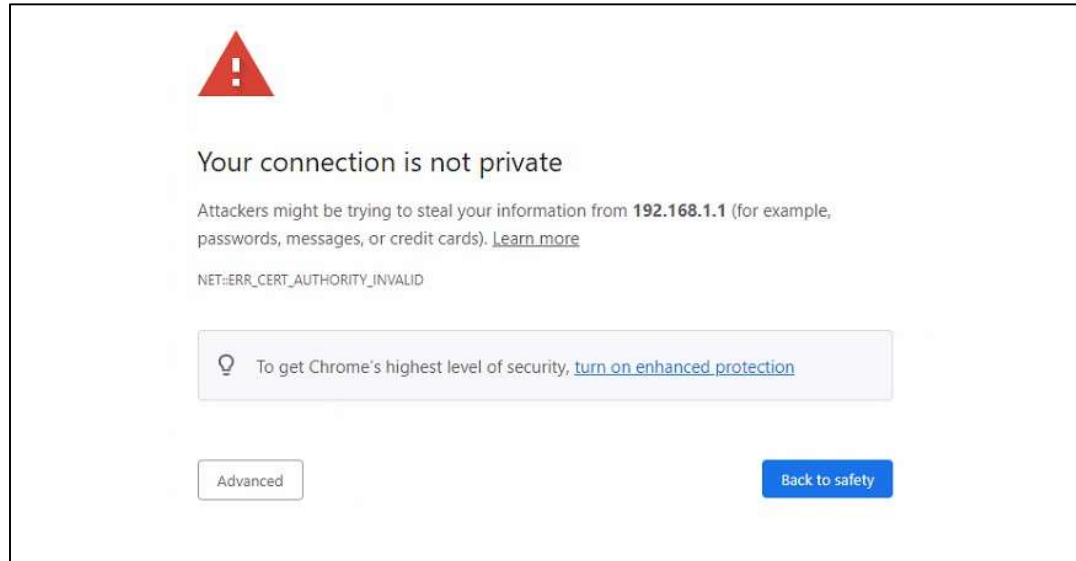 Your connection is not private
Attackers might be trying to steal your information from 192.168.1.1 (for example,
passwords, messages, or credit cards). Learn more
NET::ERR_CERT_AUTHORITY_INVALID
To get Chrome's highest level of security, turn on enhanced protection
Advanced
Back to safety